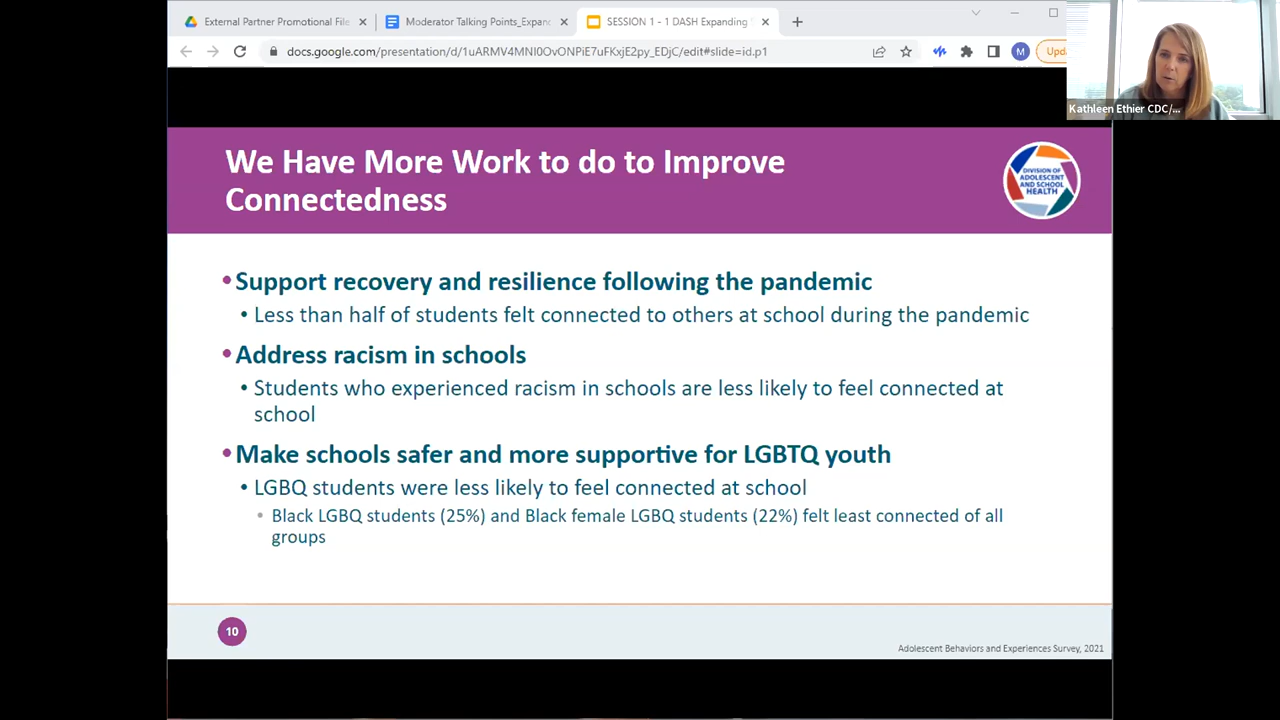 External Partner Promotional File
Moderator Talking Points_Expand
SESSION 1 - 1 DASH Expanding
docs.google.com/presentation/d/1uARMV4MNI0OvONPiE7uFKxjE2py_EDjC/edit#slide=id.p1
M
Upd
Kathleen Ethier CDC/...
We Have More Work to do to Improve
Connectedness
DIVISION OF
ADOLESCENT
AND SCHOOL
HEALTH
•Support recovery and resilience following the pandemic
• Less than half of students felt connected to others at school during the pandemic
•Address racism in schools
• Students who experienced racism in schools are less likely to feel connected at
school
•Make schools safer and more supportive for LGBTQ youth
• LGBQ students were less likely to feel connected at school
• Black LGBQ students (25%) and Black female LGBQ students (22%) felt least connected of all
groups
10
Adolescent Behaviors and Experiences Survey, 2021